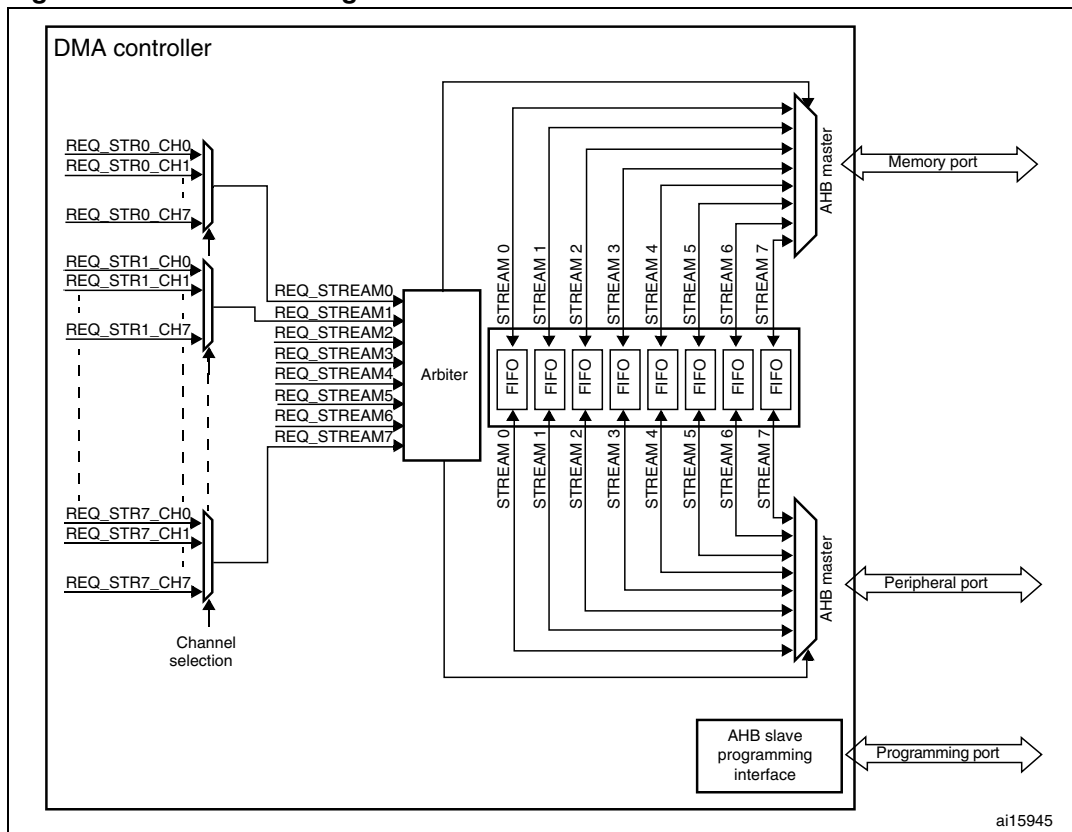 DMA controller
REQ_STR0_CH0
REQ_STR0_CH1
REQ_STR0_CH7
REQ_STR1_CH0
REQ_STR1_CH1
REQ_STR1_CH7
REQ_STR7_CH0
REQ_STR7_CH1
REQ_STR7_CH7
Channel
selection
REQ_STREAM0
REQ_STREAM1
REQ_STREAM2
REQ_STREAM3
REQ_STREAM4
REQ_STREAM5
REQ_STREAM6
REQ_STREAM7
Arbiter
STREAM 0
STREAM 1
STREAM 2
STREAM 3
STREAM 4
STREAM 5
STREAM 6
STREAM 7
FIFO
FIFO
FIFO
FIFO
FIFO
FIFO
FIFO
FIFO
STREAM 0
STREAM 1
STREAM 2
STREAM 3
STREAM 4
STREAM 5
STREAM 6
STREAM 7
AHB master
Memory port
AHB master
Peripheral port
AHB slave
programming
interface
Programming port
ai15945